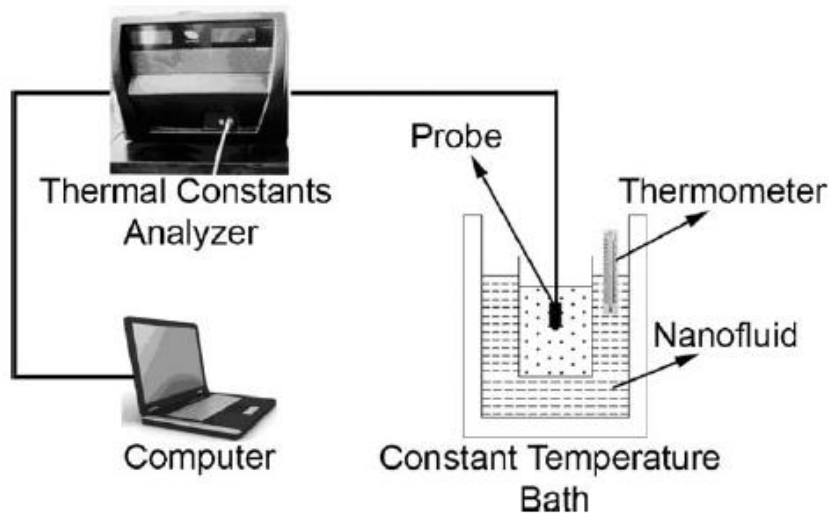 Probe
Thermal Constants
Analyzer
Thermometer
Nanofluid
Computer
Constant Temperature
Bath